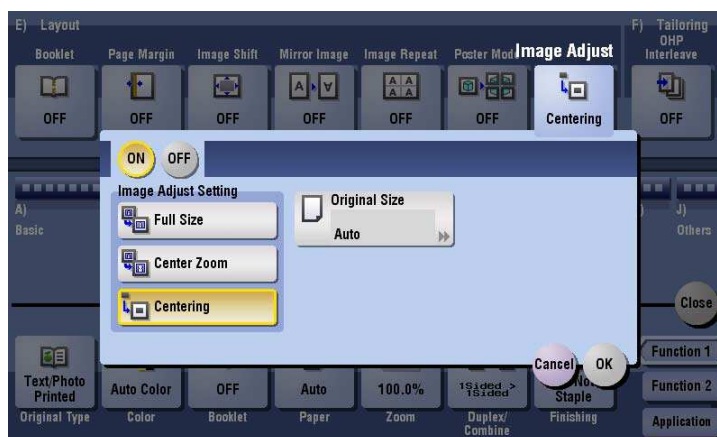 E) Layout
F) Tailoring
Booklet
Page Margin
Image Shift
Mirror Image
Image Repeat
Poster Mod
Image Adjust
OHP
Interleave
OFF
OFF
OFF
OFF
OFF
OFF
Centering
OFF
ON
OFF
Image Adjust Setting
Full Size
Center Zoom
Centering
Original Size
Auto
A)
Basic
J)
Others
Close
Cancel
OK
Text/Photo
Printed
Auto Color
OFF
Auto
100.0%
1Sided >
1Sided
Staple
Original Type
Color
Booklet
Paper
Zoom
Duplex/
Combine
Finishing
Function 1
Function 2
Application